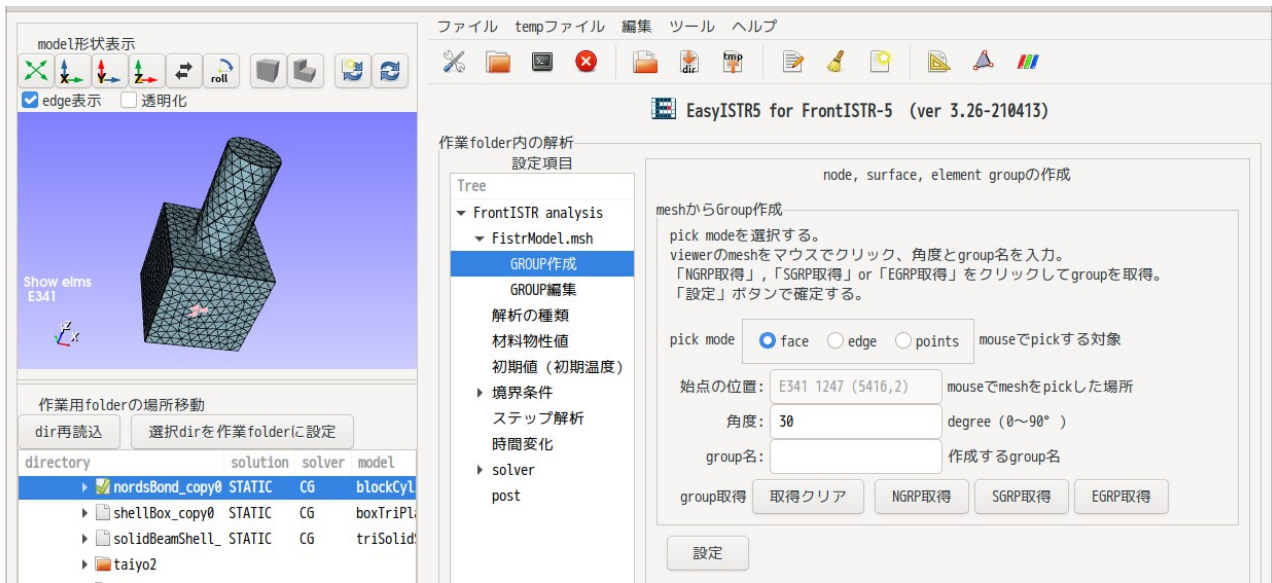 model形状表示
roll
edge表示 透明化
Show elms
E341
Z
X
作業用folderの場所移動
dir再読込 選択dirを作業folderに設定
directory solution solver model
nordsBond_copy0 STATIC CG blockCyl
shellBox_copy0 STATIC CG boxTriPl
solidBeamShell_ STATIC CG triSolid
taiyo2
ファイル tempファイル 編集 ツール ヘルプ
dir tmp
EasyISTR5 for FrontISTR-5 (ver 3.26-210413)
作業folder内の解析
設定項目
Tree
FrontISTR analysis
FistrModel.msh
GROUP作成
GROUP編集
解析の種類
材料物性値
初期値 (初期温度)
境界条件
ステップ解析
時間変化
solver
post
node, surface, element groupの作成
meshからGroup作成
pick modeを選択する。
viewerのmeshをマウスでクリック、角度とgroup名を入力。
「NGRP取得」,「SGRP取得」or「EGRP取得」をクリックしてgroupを取得。
「設定」ボタンで確定する。
pick mode face edge points mouseでpickする対象
始点の位置: E341 1247 (5416,2) mouseでmeshをpickした場所
角度: 30 degree (0～90° )
group名: 作成するgroup名
group取得 取得クリア NGRP取得 SGRP取得 EGRP取得
設定